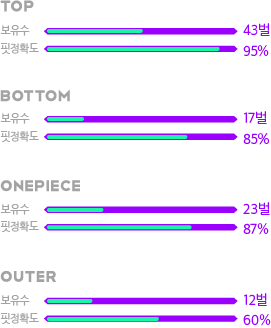 TOP
보유수 43벌
핏정확도 95%
BOTTOM
보유수 17벌
핏정확도 85%
ONEPIECE
보유수 23벌
핏정확도 87%
OUTER
보유수 12벌
핏정확도 60%